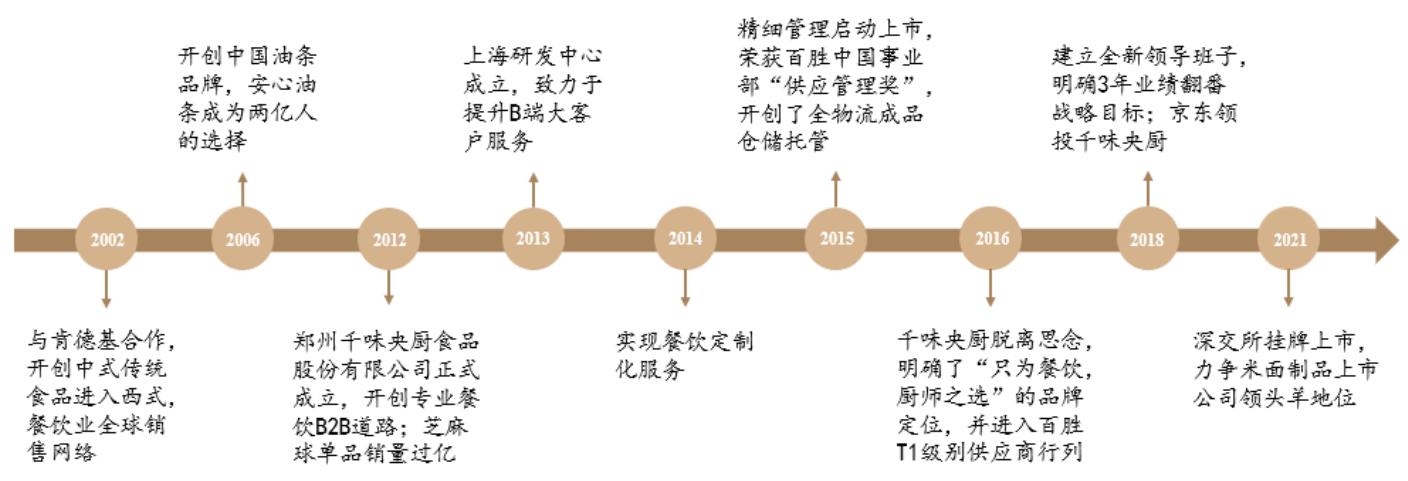 开创中国油条
品牌，安心油
条成为两亿人
的选择
上海研发中心
成立，致力于
提升B端大客
户服务
精细管理启动上市，
荣获百胜中国事业
部“供应管理奖”，
开创了全物流成品
仓储托管
建立全新领导班子，
明确3年业绩翻番
战略目标；京东领
投千味央厨
2002
2006
2012
2013
2014
2015
2016
2018
2021
与肯德基合作，
开创中式传统
食品进入西式，
餐饮业全球销
售网络
郑州千味央厨食品
股份有限公司正式
成立，开创专业餐
饮B2B道路；芝麻
球单品销量过亿
实现餐饮定制
化服务
千味央厨脱离思念，
明确了“只为餐饮，
厨师之选”的品牌
定位，并进入百胜
T1级别供应商行列
深交所挂牌上市，
力争米面制品上市
公司领头羊地位